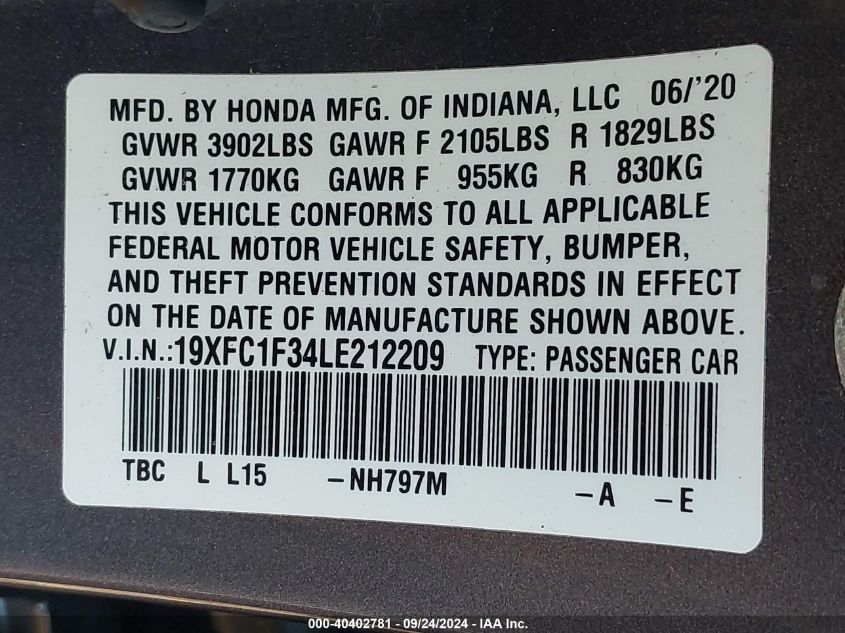 MFD. BY HONDA MFG. OF INDIANA, LLC 06/'20
GVWR 3902LBS GAWR F 2105LBS R 1829LBS
GVWR 1770KG GAWR F 955KG R 830KG
THIS VEHICLE CONFORMS TO ALL APPLICABLE
FEDERAL MOTOR VEHICLE SAFETY, BUMPER,
AND THEFT PREVENTION STANDARDS IN EFFECT
ON THE DATE OF MANUFACTURE SHOWN ABOVE.
V.I.N.:19XFC1F34LE212209 TYPE: PASSENGER CAR
TBC L L15 -NH797M -A -E
000-40402781 - 09/24/2024 - IAA Inc.